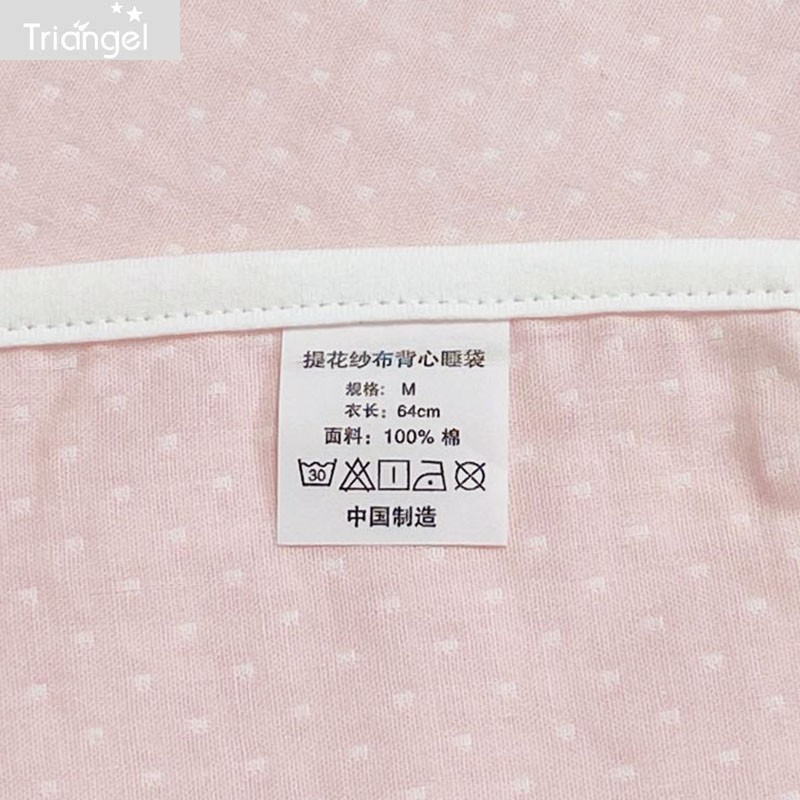 Triangel
提花纱布背心睡袋
规格： M
衣长：64cm
面料：100% 棉
30
中国制造